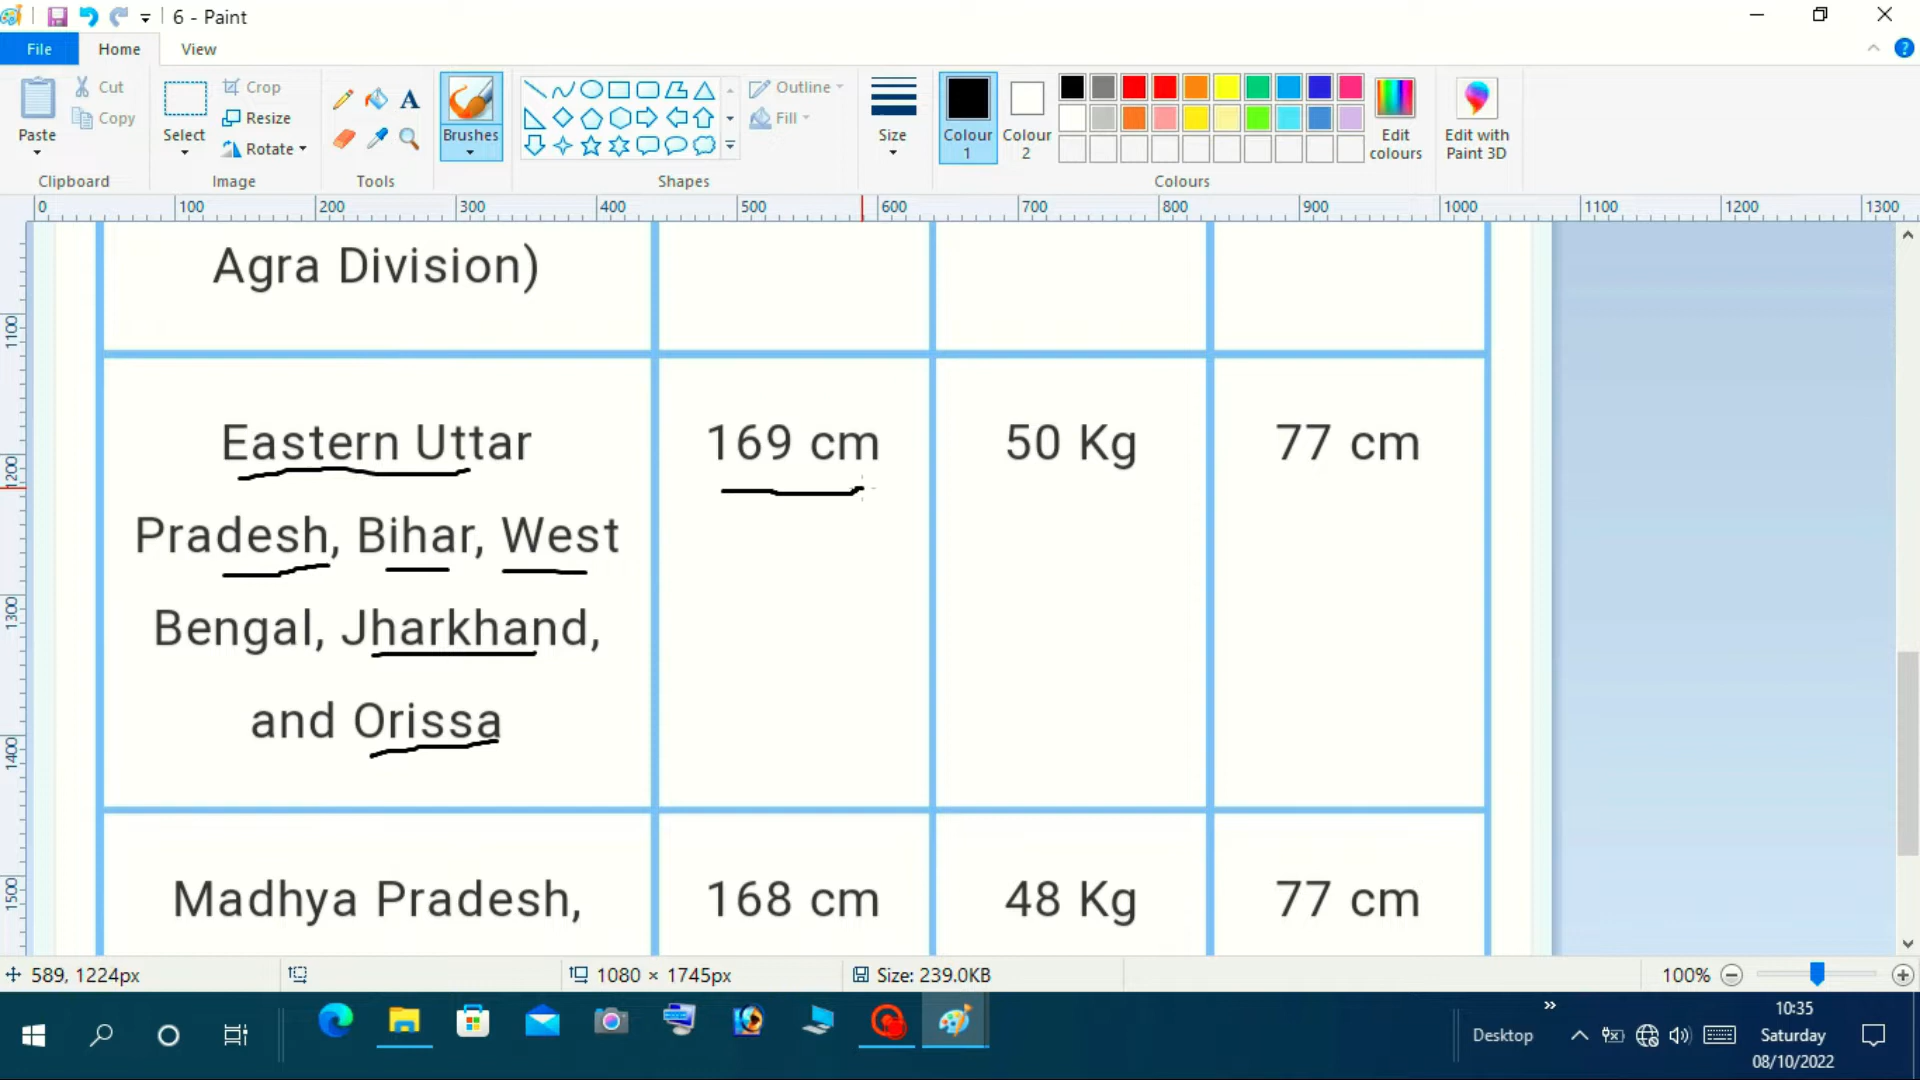 6 - Paint
File Home View
Paste
Cut
Copy
Clipboard
Select
Crop
Resize
Rotate
Image
Tools
Brushes
Outline
Fill
Shapes
Size
Colour 1
Colour 2
Edit colours
Edit with Paint 3D
Colours
0 100 200 300 400 500 600 700 800 900 1000 1100 1200 1300
1100
1200
1300
1400
1500
Agra Division)
Eastern Uttar 169 cm 50 Kg 77 cm
Pradesh, Bihar, West
Bengal, Jharkhand,
and Orissa
Madhya Pradesh, 168 cm 48 Kg 77 cm
589, 1224px 1080 × 1745px Size: 239.0KB 100%
Desktop
10:35
Saturday
08/10/2022